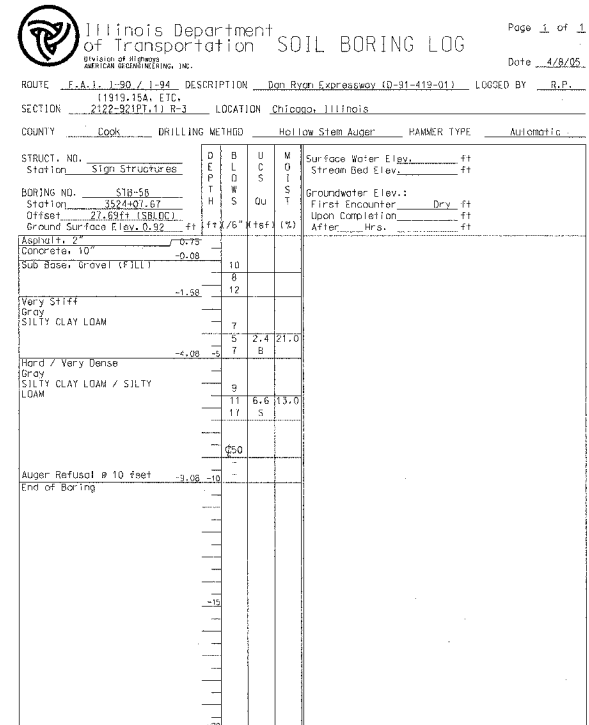 Illinois Department
of Transportation
SOIL BORING LOG
Page 1 of 1
Division of Highways
AMERICAN GEOENGINEERING, INC.
Date 4/8/05
ROUTE F.A.I. I-90 / I-94 DESCRIPTION Dan Ryan Expressway (D-91-419-01) LOGGED BY R.P.
(1919.15A, ETC,
SECTION 2122-921PT.1) R-3 LOCATION Chicago, Illinois
COUNTY Cook DRILLING METHOD Hollow Stem Auger HAMMER TYPE Automatic
STRUCT. NO.
Station Sign Structures
BORING NO. STB-58
Station 3524+07.67
Offset 27.69ft (SBLDC)
Ground Surface Elev. 0.92 ft
DEPTH (ft)
BLOWS (/6")
UCS Qu (tsf)
MOIST (%)
Surface Water Elev. ft
Stream Bed Elev. ft
Groundwater Elev.:
First Encounter Dry ft
Upon Completion ft
After Hrs. ft
Asphalt, 2" 0.75
Concrete, 10" -0.08
Sub Base, Gravel (FILL) 10
8
-1.58 12
Very Stiff
Gray
SILTY CLAY LOAM 7
5 2.4 21.0
-4.08 -5 7 B
Hard / Very Dense
Gray
SILTY CLAY LOAM / SILTY
LOAM 9
11 6.6 13.0
17 S
50
Auger Refusal @ 10 feet -9.08 -10
End of Boring
-15
-20